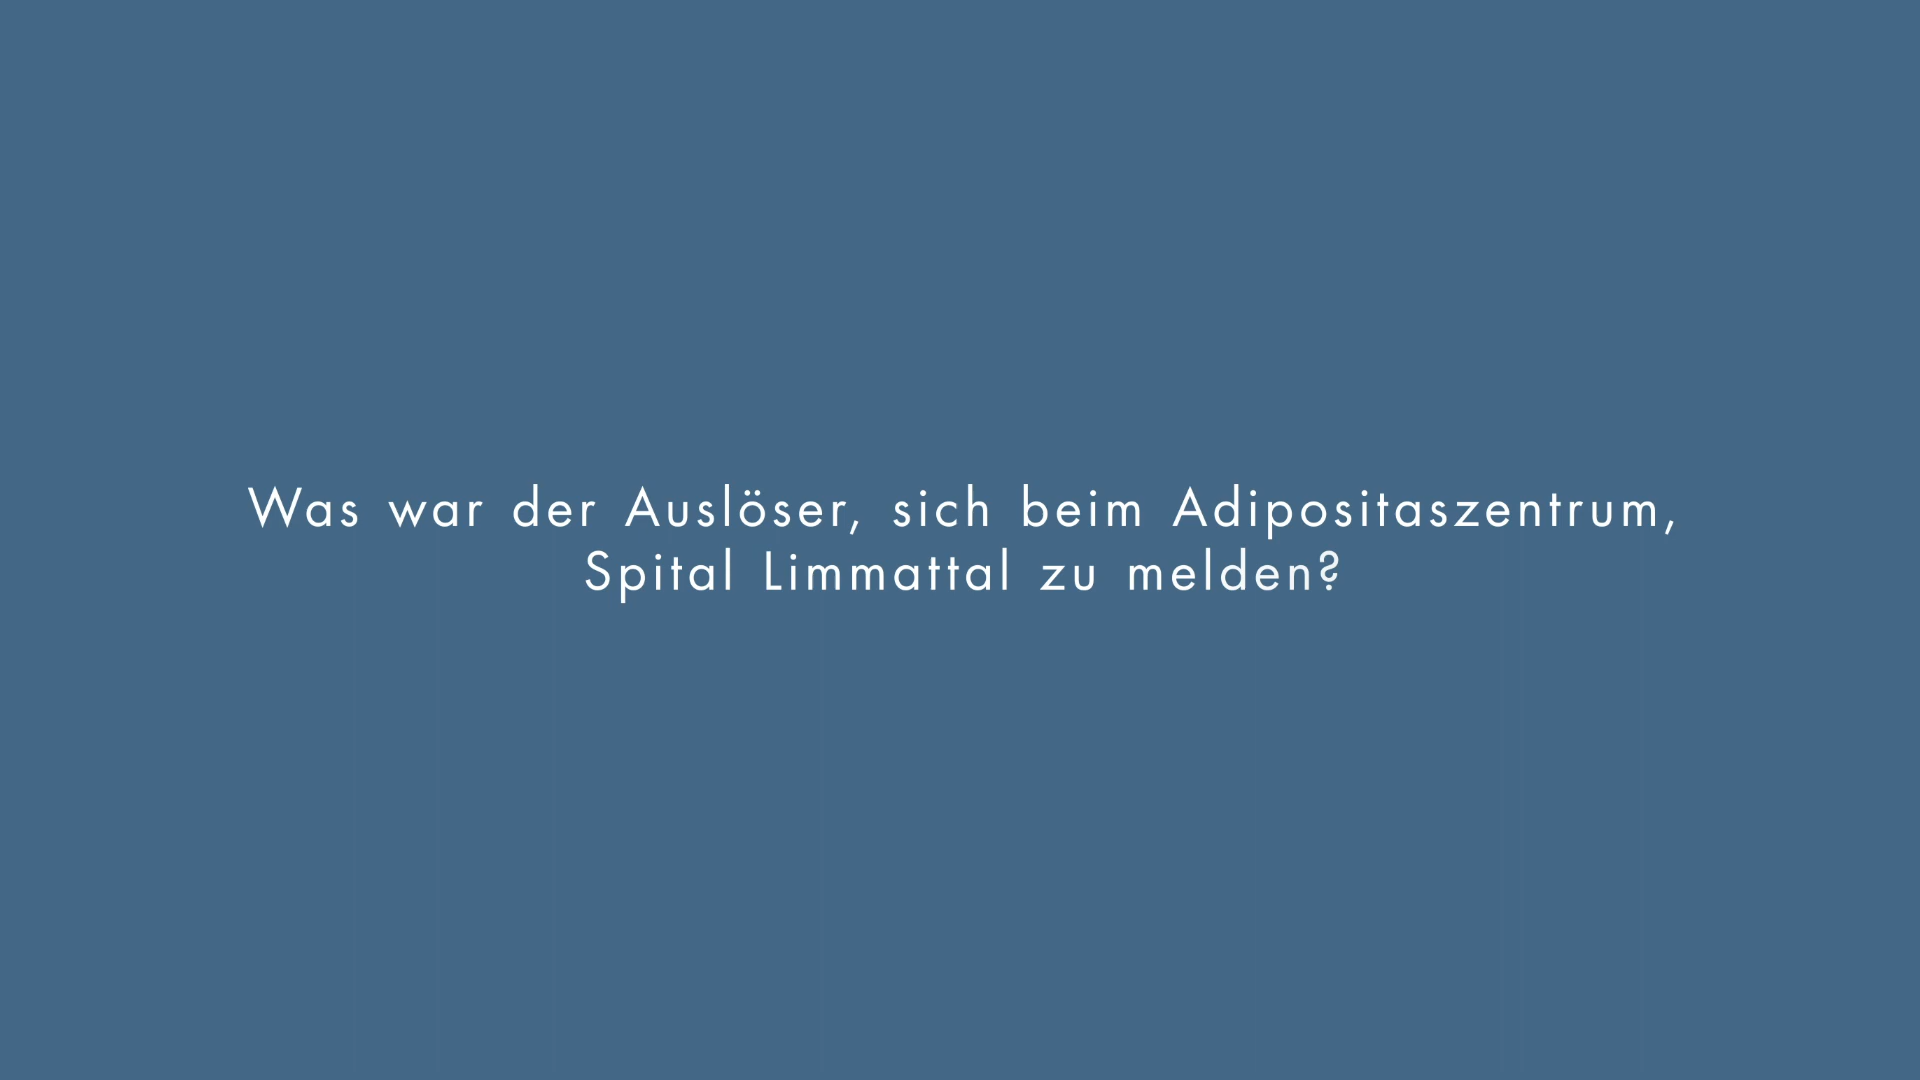 Was war der Auslöser, sich beim Adipositaszentrum,
Spital Limmattal zu melden?